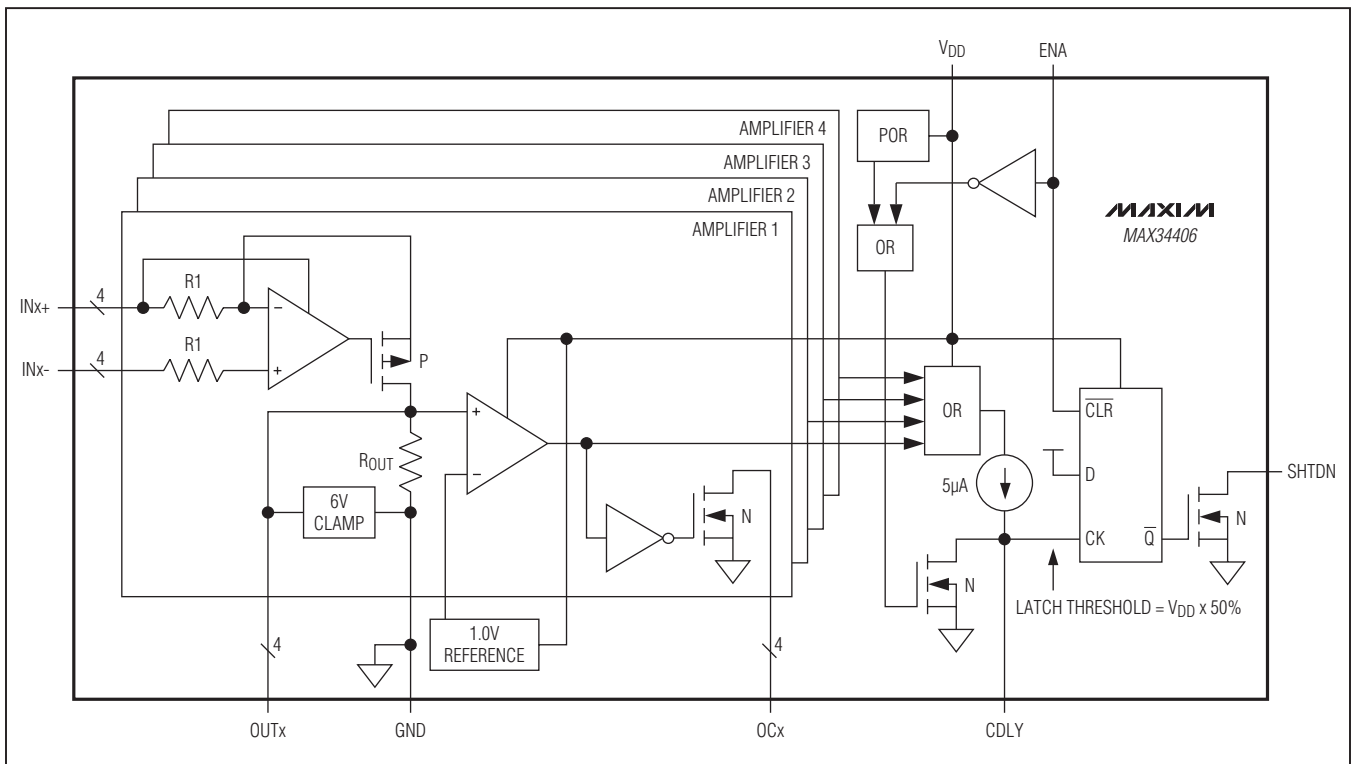 VDD ENA
AMPLIFIER 4
POR
AMPLIFIER 3
AMPLIFIER 2
AMPLIFIER 1
MAXIM
MAX34406
OR
R1
INx+
4
R1
INx-
4
−
+
P
+
−
OR
CLR
D
CK
Q
SHTDN
ROUT
5µA
6V
CLAMP
N
N
N
LATCH THRESHOLD = VDD x 50%
1.0V
REFERENCE
4
4
OUTx GND OCx CDLY